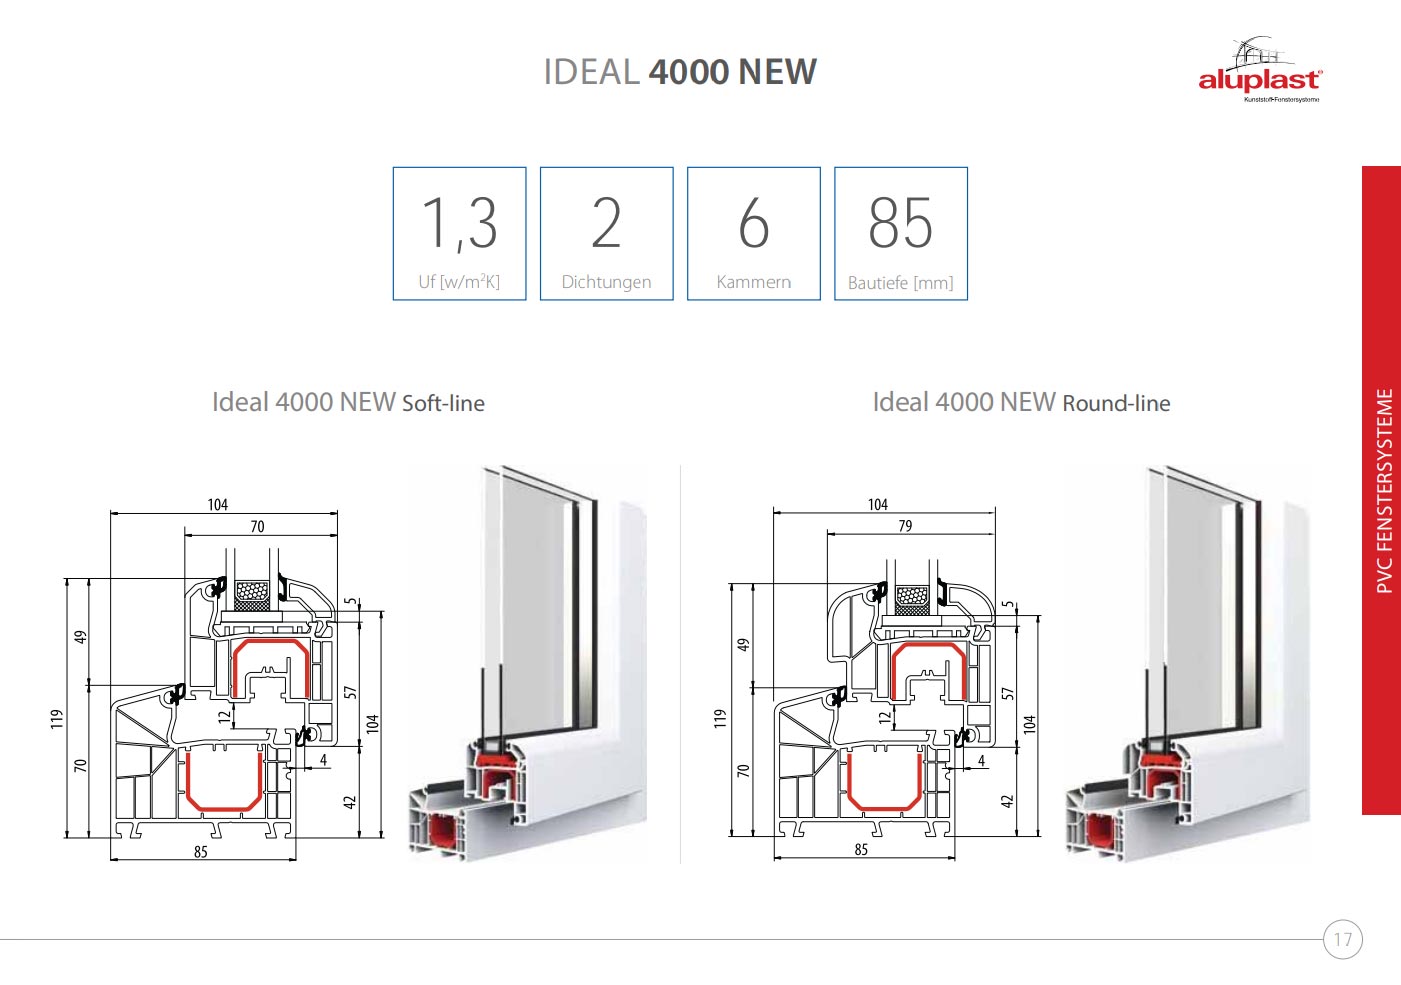 IDEAL 4000 NEW
aluplast®
Kunststoff-Fenstersysteme
1,3
Uf [w/m²K]
2
Dichtungen
6
Kammern
85
Bautiefe [mm]
Ideal 4000 NEW Soft-line
Ideal 4000 NEW Round-line
PVC FENSTERSYSTEME
104
70
5
49
57
119
12
104
70
4
42
85
104
79
5
49
57
119
12
104
70
4
42
85
17